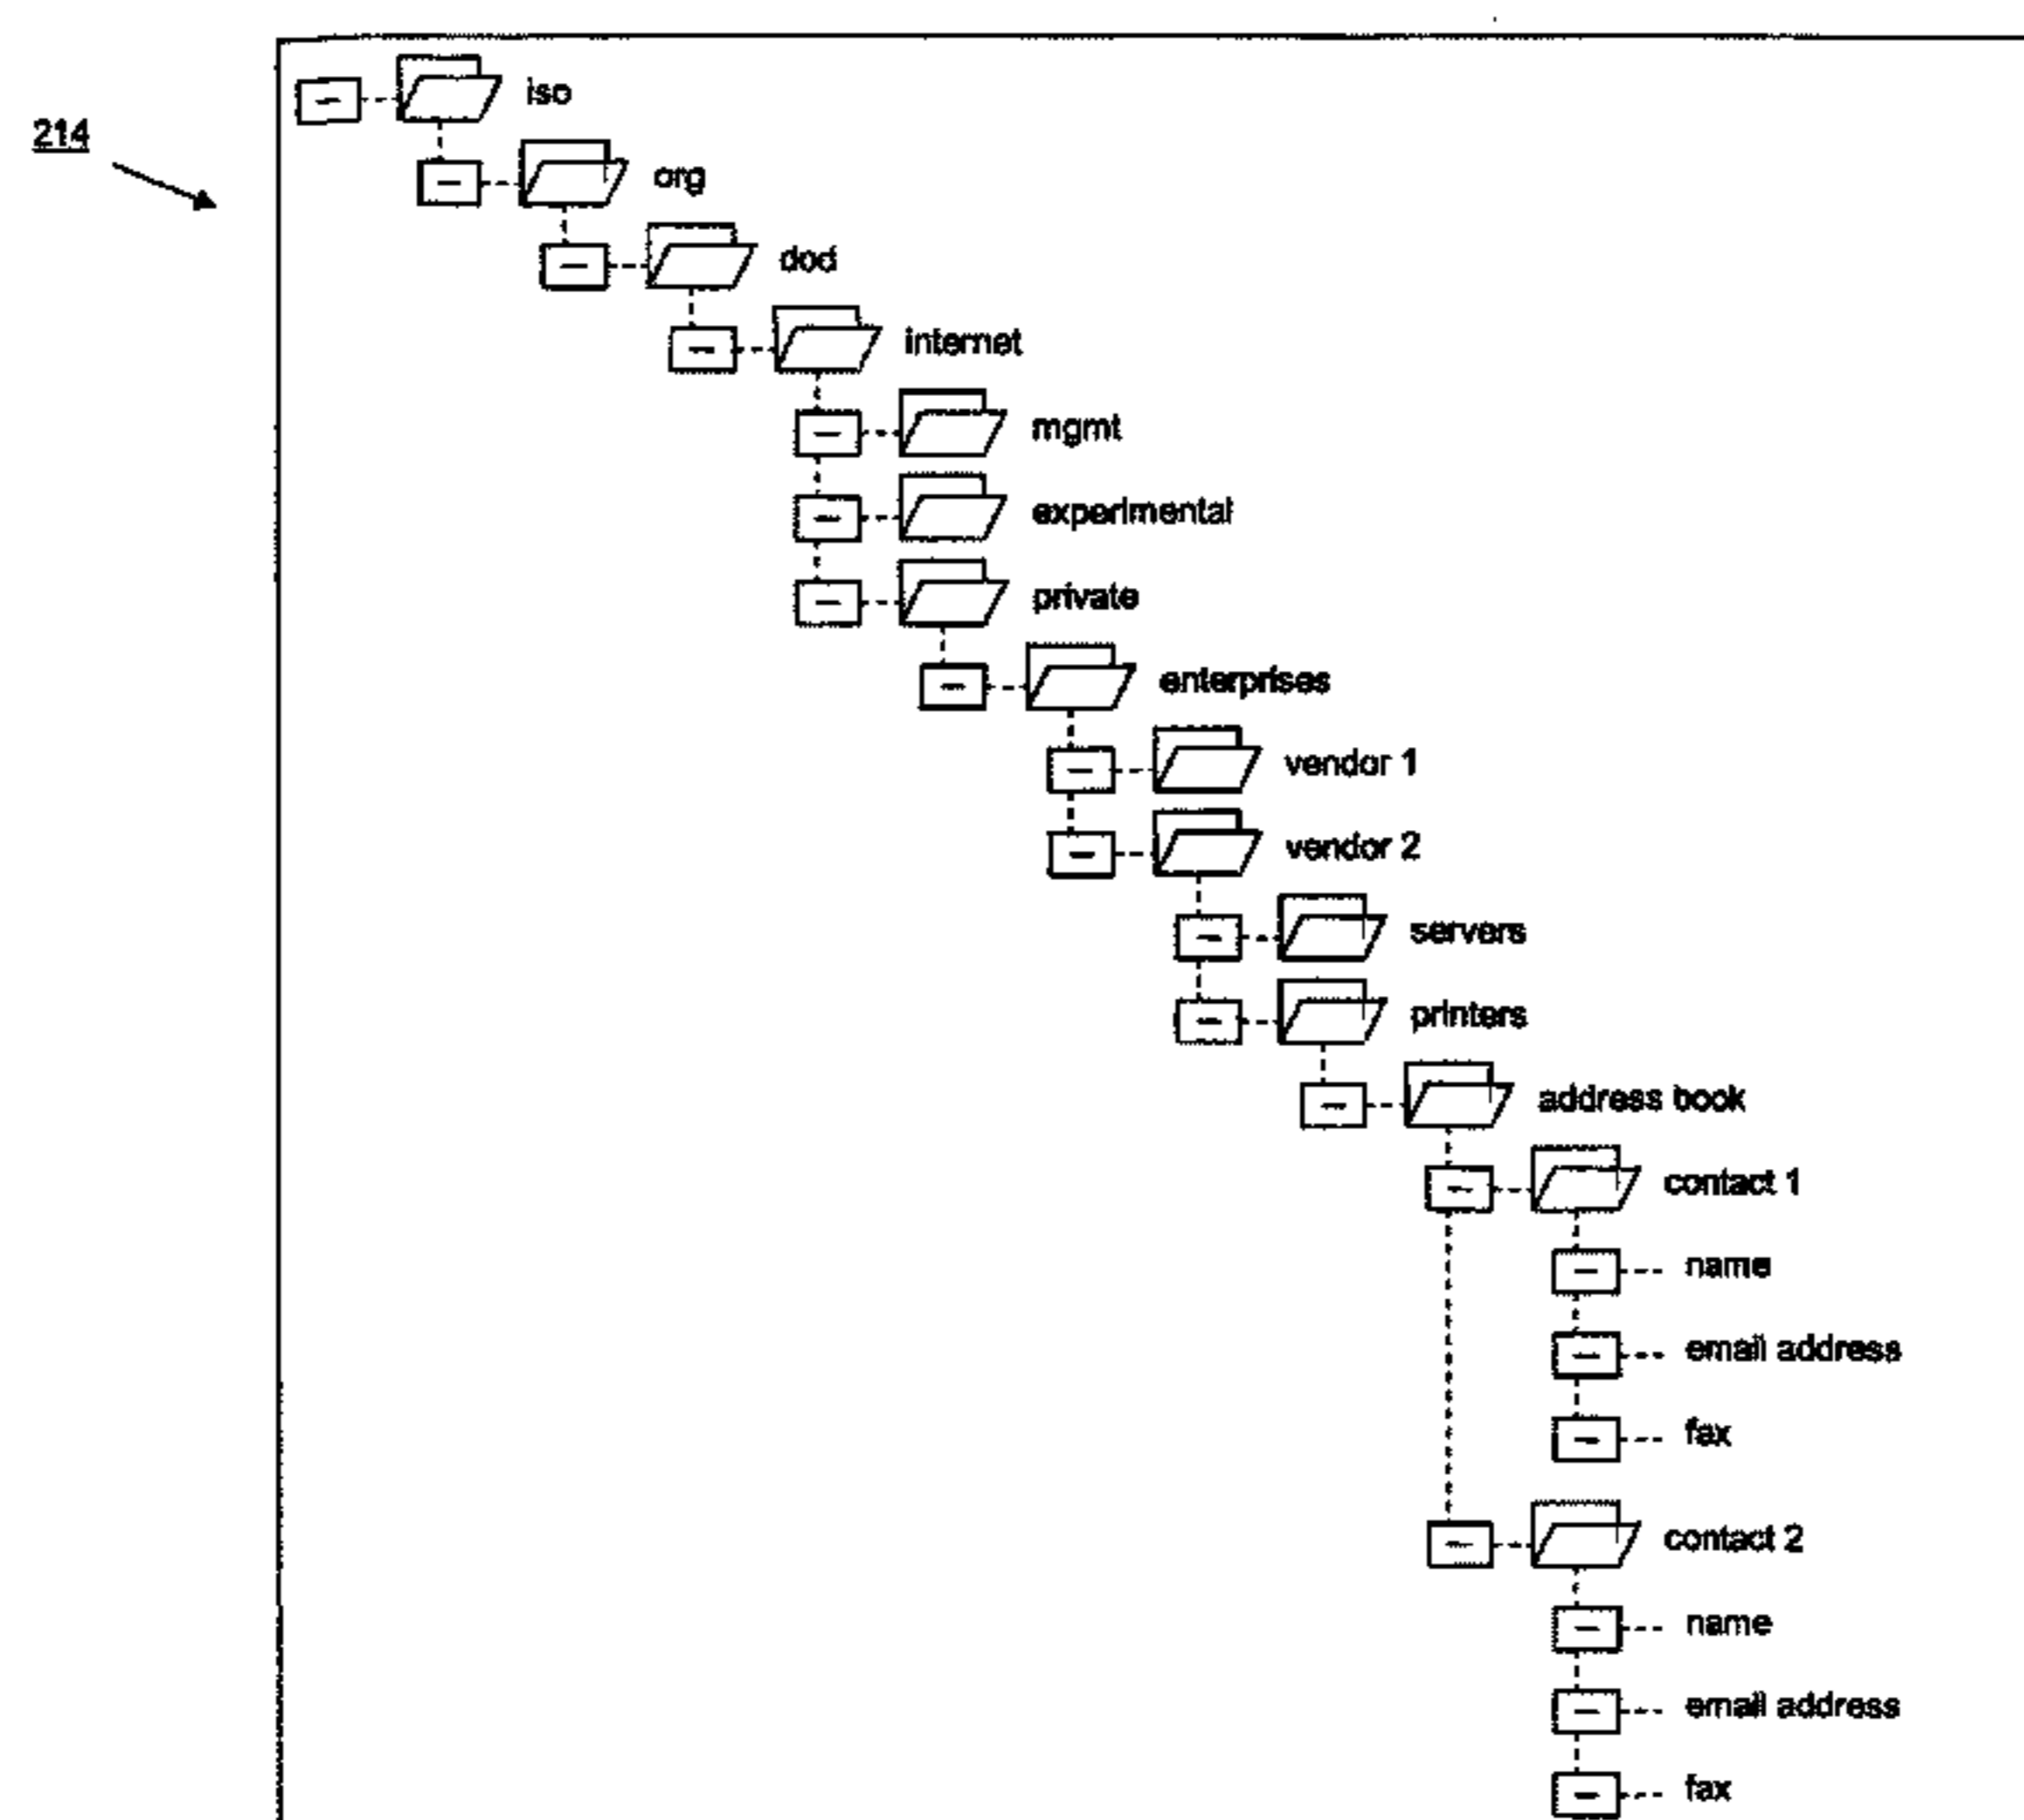 iso
214
org
dod
internet
mgmt
experimental
private
enterprises
vendor 1
vendor 2
servers
printers
address book
contact 1
name
email address
fax
contact 2
name
email address
fax